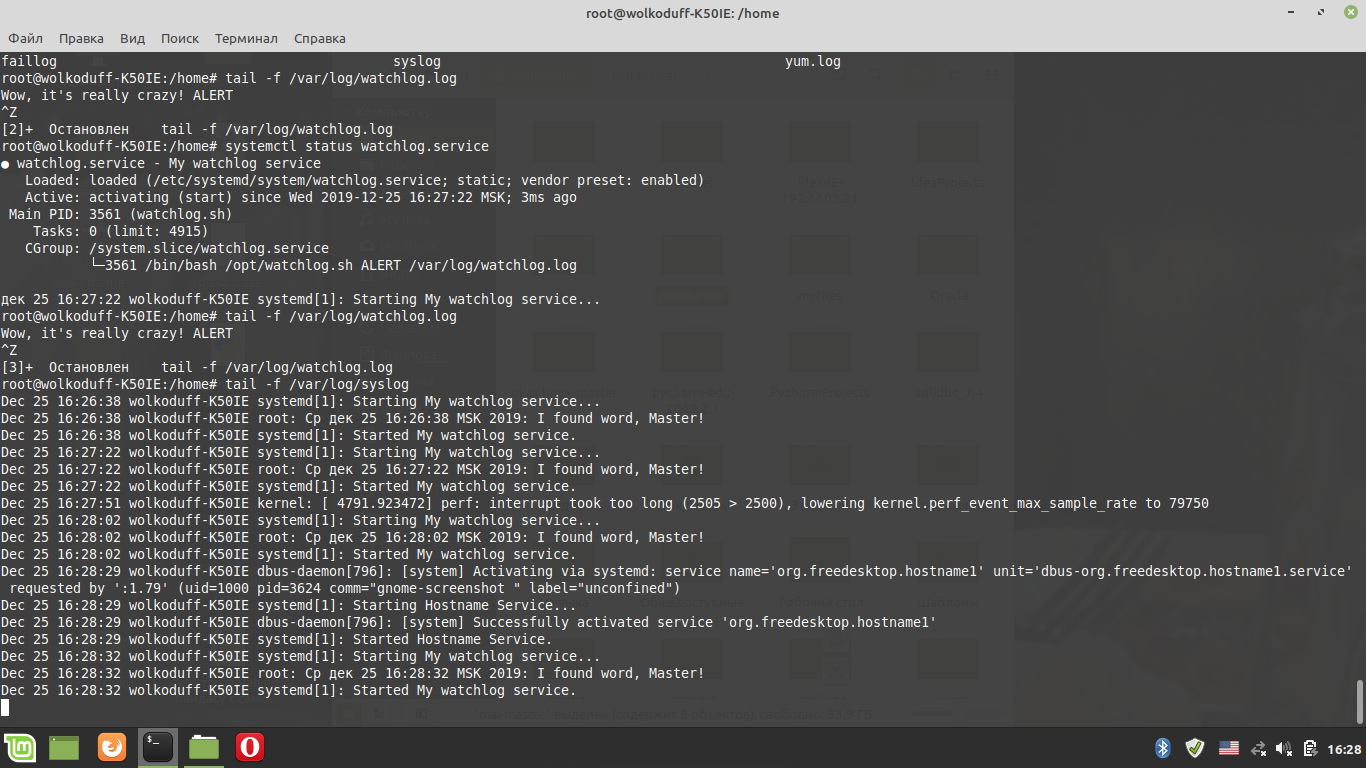 root@wolkoduff-K50IE: /home
Файл Правка Вид Поиск Терминал Справка
faillog syslog yum.log
root@wolkoduff-K50IE:/home# tail -f /var/log/watchlog.log
Wow, it's really crazy! ALERT
^Z
[2]+  Остановлен    tail -f /var/log/watchlog.log
root@wolkoduff-K50IE:/home# systemctl status watchlog.service
● watchlog.service - My watchlog service
   Loaded: loaded (/etc/systemd/system/watchlog.service; static; vendor preset: enabled)
   Active: activating (start) since Wed 2019-12-25 16:27:22 MSK; 3ms ago
 Main PID: 3561 (watchlog.sh)
    Tasks: 0 (limit: 4915)
   CGroup: /system.slice/watchlog.service
           └─3561 /bin/bash /opt/watchlog.sh ALERT /var/log/watchlog.log
дек 25 16:27:22 wolkoduff-K50IE systemd[1]: Starting My watchlog service...
root@wolkoduff-K50IE:/home# tail -f /var/log/watchlog.log
Wow, it's really crazy! ALERT
^Z
[3]+  Остановлен    tail -f /var/log/watchlog.log
root@wolkoduff-K50IE:/home# tail -f /var/log/syslog
Dec 25 16:26:38 wolkoduff-K50IE systemd[1]: Starting My watchlog service...
Dec 25 16:26:38 wolkoduff-K50IE root: Ср дек 25 16:26:38 MSK 2019: I found word, Master!
Dec 25 16:26:38 wolkoduff-K50IE systemd[1]: Started My watchlog service.
Dec 25 16:27:22 wolkoduff-K50IE systemd[1]: Starting My watchlog service...
Dec 25 16:27:22 wolkoduff-K50IE root: Ср дек 25 16:27:22 MSK 2019: I found word, Master!
Dec 25 16:27:22 wolkoduff-K50IE systemd[1]: Started My watchlog service.
Dec 25 16:27:51 wolkoduff-K50IE kernel: [ 4791.923472] perf: interrupt took too long (2505 > 2500), lowering kernel.perf_event_max_sample_rate to 79750
Dec 25 16:28:02 wolkoduff-K50IE systemd[1]: Starting My watchlog service...
Dec 25 16:28:02 wolkoduff-K50IE root: Ср дек 25 16:28:02 MSK 2019: I found word, Master!
Dec 25 16:28:02 wolkoduff-K50IE systemd[1]: Started My watchlog service.
Dec 25 16:28:29 wolkoduff-K50IE dbus-daemon[796]: [system] Activating via systemd: service name='org.freedesktop.hostname1' unit='dbus-org.freedesktop.hostname1.service'
 requested by ':1.79' (uid=1000 pid=3624 comm="gnome-screenshot " label="unconfined")
Dec 25 16:28:29 wolkoduff-K50IE systemd[1]: Starting Hostname Service...
Dec 25 16:28:29 wolkoduff-K50IE dbus-daemon[796]: [system] Successfully activated service 'org.freedesktop.hostname1'
Dec 25 16:28:29 wolkoduff-K50IE systemd[1]: Started Hostname Service.
Dec 25 16:28:32 wolkoduff-K50IE systemd[1]: Starting My watchlog service...
Dec 25 16:28:32 wolkoduff-K50IE root: Ср дек 25 16:28:32 MSK 2019: I found word, Master!
Dec 25 16:28:32 wolkoduff-K50IE systemd[1]: Started My watchlog service.
16:28